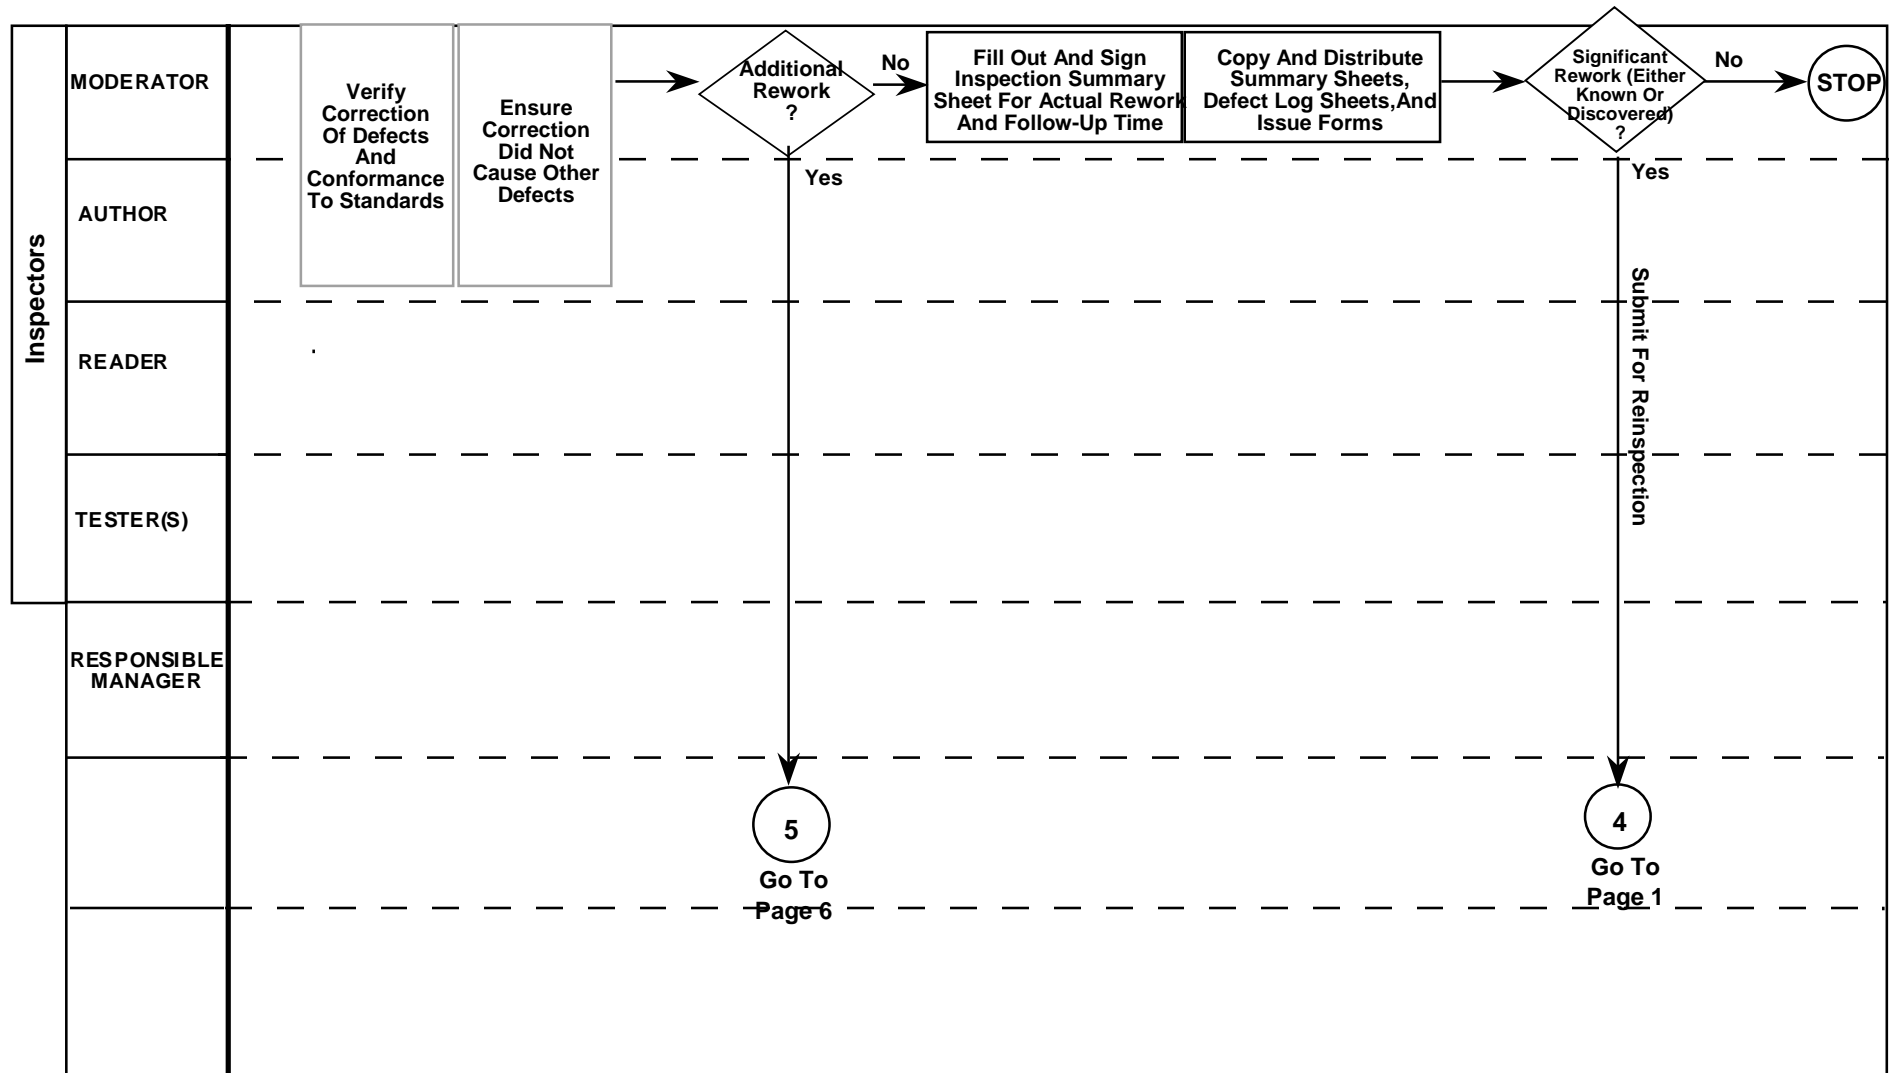 Inspectors
MODERATOR
Verify
Correction
Of Defects
And
Conformance
To Standards
Ensure
Correction
Did Not
Cause Other
Defects
Additional
Rework
?
No
Yes
Fill Out And Sign
Inspection Summary
Sheet For Actual Rework
And Follow-Up Time
Copy And Distribute
Summary Sheets,
Defect Log Sheets,And
Issue Forms
Significant
Rework (Either
Known Or
Discovered)
?
No
STOP
Yes
Submit For Reinspection
AUTHOR
READER
.
TESTER(S)
RESPONSIBLE
MANAGER
5
Go To
Page 6
4
Go To
Page 1